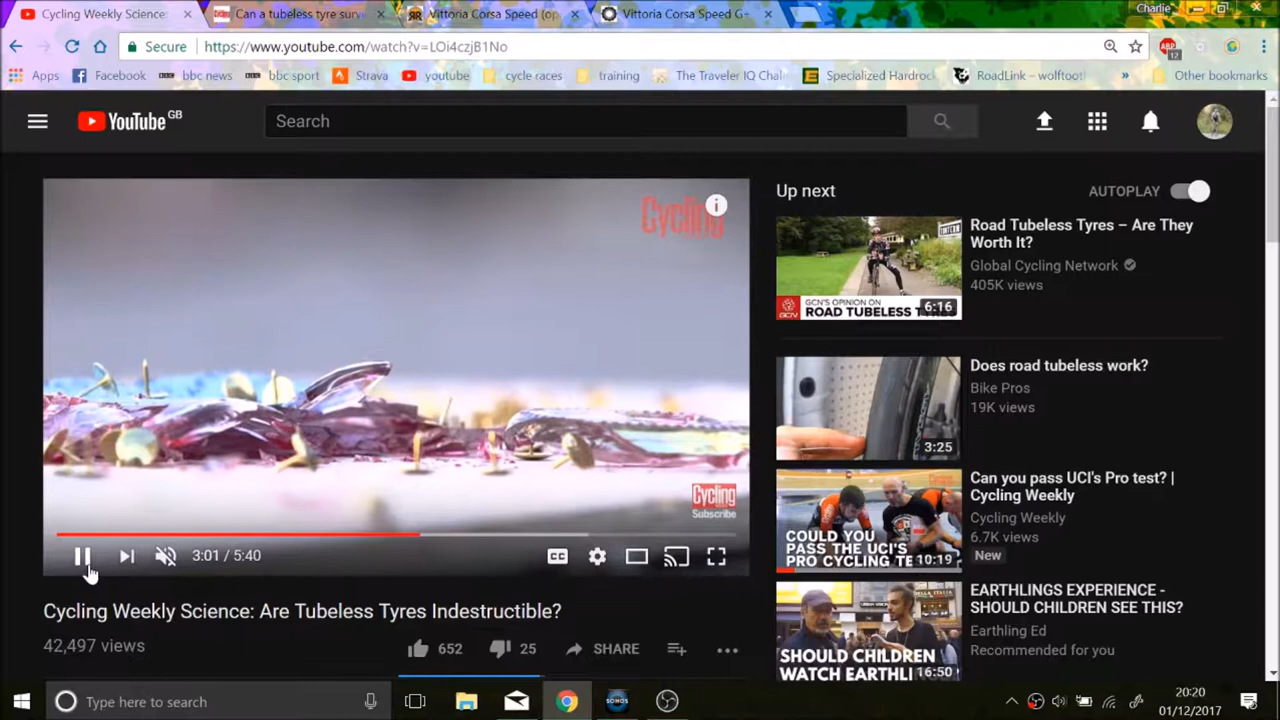 Cycling Weekly Science:
Can a tubeless tyre surv
Vittoria Corsa Speed (op
Vittoria Corsa Speed G+
Charlie
Secure
https://www.youtube.com/watch?v=LOi4czjB1No
ABP
12
Apps
Facebook
bbc news
bbc sport
Strava
youtube
cycle races
training
The Traveler IQ Chal
Specialized Hardrock
RoadLink – wolftoot
»
Other bookmarks
YouTube GB
Search
Cycling
i
Up next
AUTOPLAY
Road Tubeless Tyres – Are They
Worth It?
Global Cycling Network
405K views
GCN
GCN'S OPINION ON
ROAD TUBELESS
6:16
Does road tubeless work?
Bike Pros
19K views
3:25
Can you pass UCI's Pro test? |
Cycling Weekly
Cycling Weekly
6.7K views
New
COULD YOU
PASS THE UCI'S
PRO CYCLING TE
10:19
EARTHLINGS EXPERIENCE -
SHOULD CHILDREN SEE THIS?
Earthling Ed
Recommended for you
SHOULD CHILDREN
WATCH EARTHLI
16:50
Cycling
Subscribe
3:01 / 5:40
CC
Cycling Weekly Science: Are Tubeless Tyres Indestructible?
42,497 views
652
25
SHARE
Type here to search
SONOS
20:20
01/12/2017